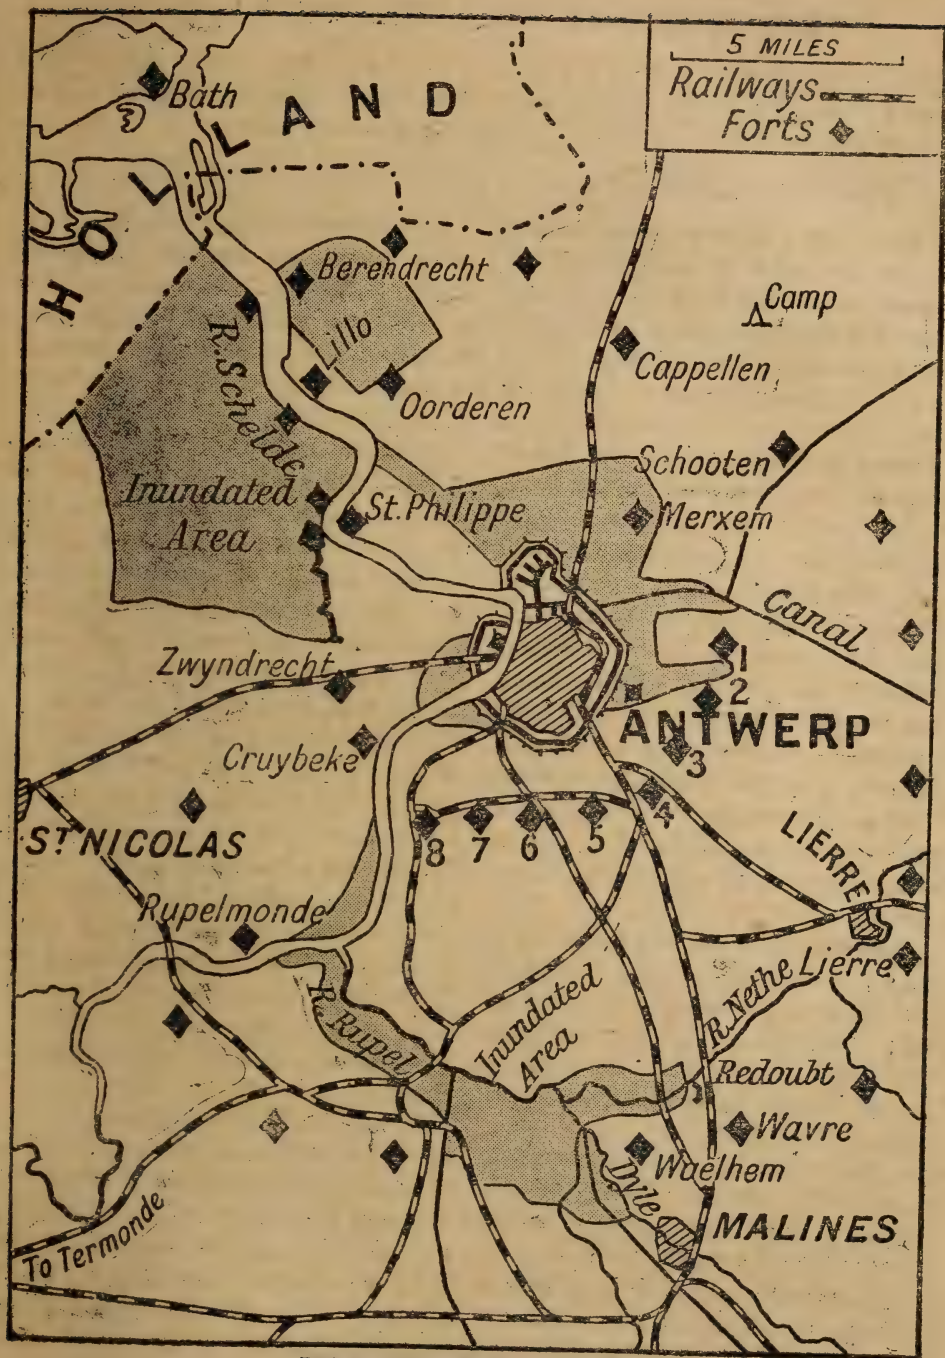 5 MILES
Railways
Forts
Bath
HOLLAND
Berendrecht
Lillo
R. Schelde
Oorderen
Camp
Cappellen
Schooten
Inundated
Area
St. Philippe
Merxem
Canal
Zwyndrecht
1
2
ANTWERP
3
Cruybeke
4
5
6
7
8
ST. NICOLAS
LIERRE
Rupelmonde
Lierre
R. Nethe
R. Rupel
Inundated
Area
Redoubt
Wavre
Waelhem
Dyle
MALINES
To Termonde